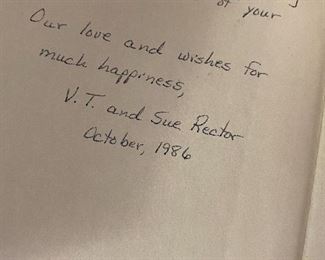 of your
Our love and wishes for
much happiness,
V. T. and Sue Rector
October, 1986